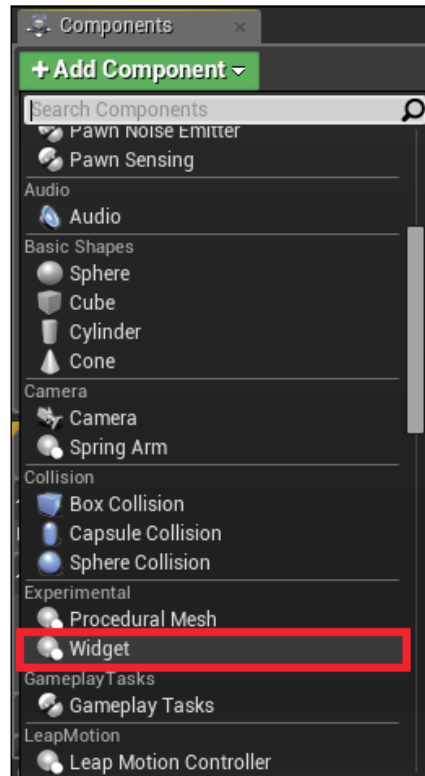 Components
+ Add Component
Search Components
Pawn Noise Emitter
Pawn Sensing
Audio
Audio
Basic Shapes
Sphere
Cube
Cylinder
Cone
Camera
Camera
Spring Arm
Collision
Box Collision
Capsule Collision
Sphere Collision
Experimental
Procedural Mesh
Widget
GameplayTasks
Gameplay Tasks
LeapMotion
Leap Motion Controller